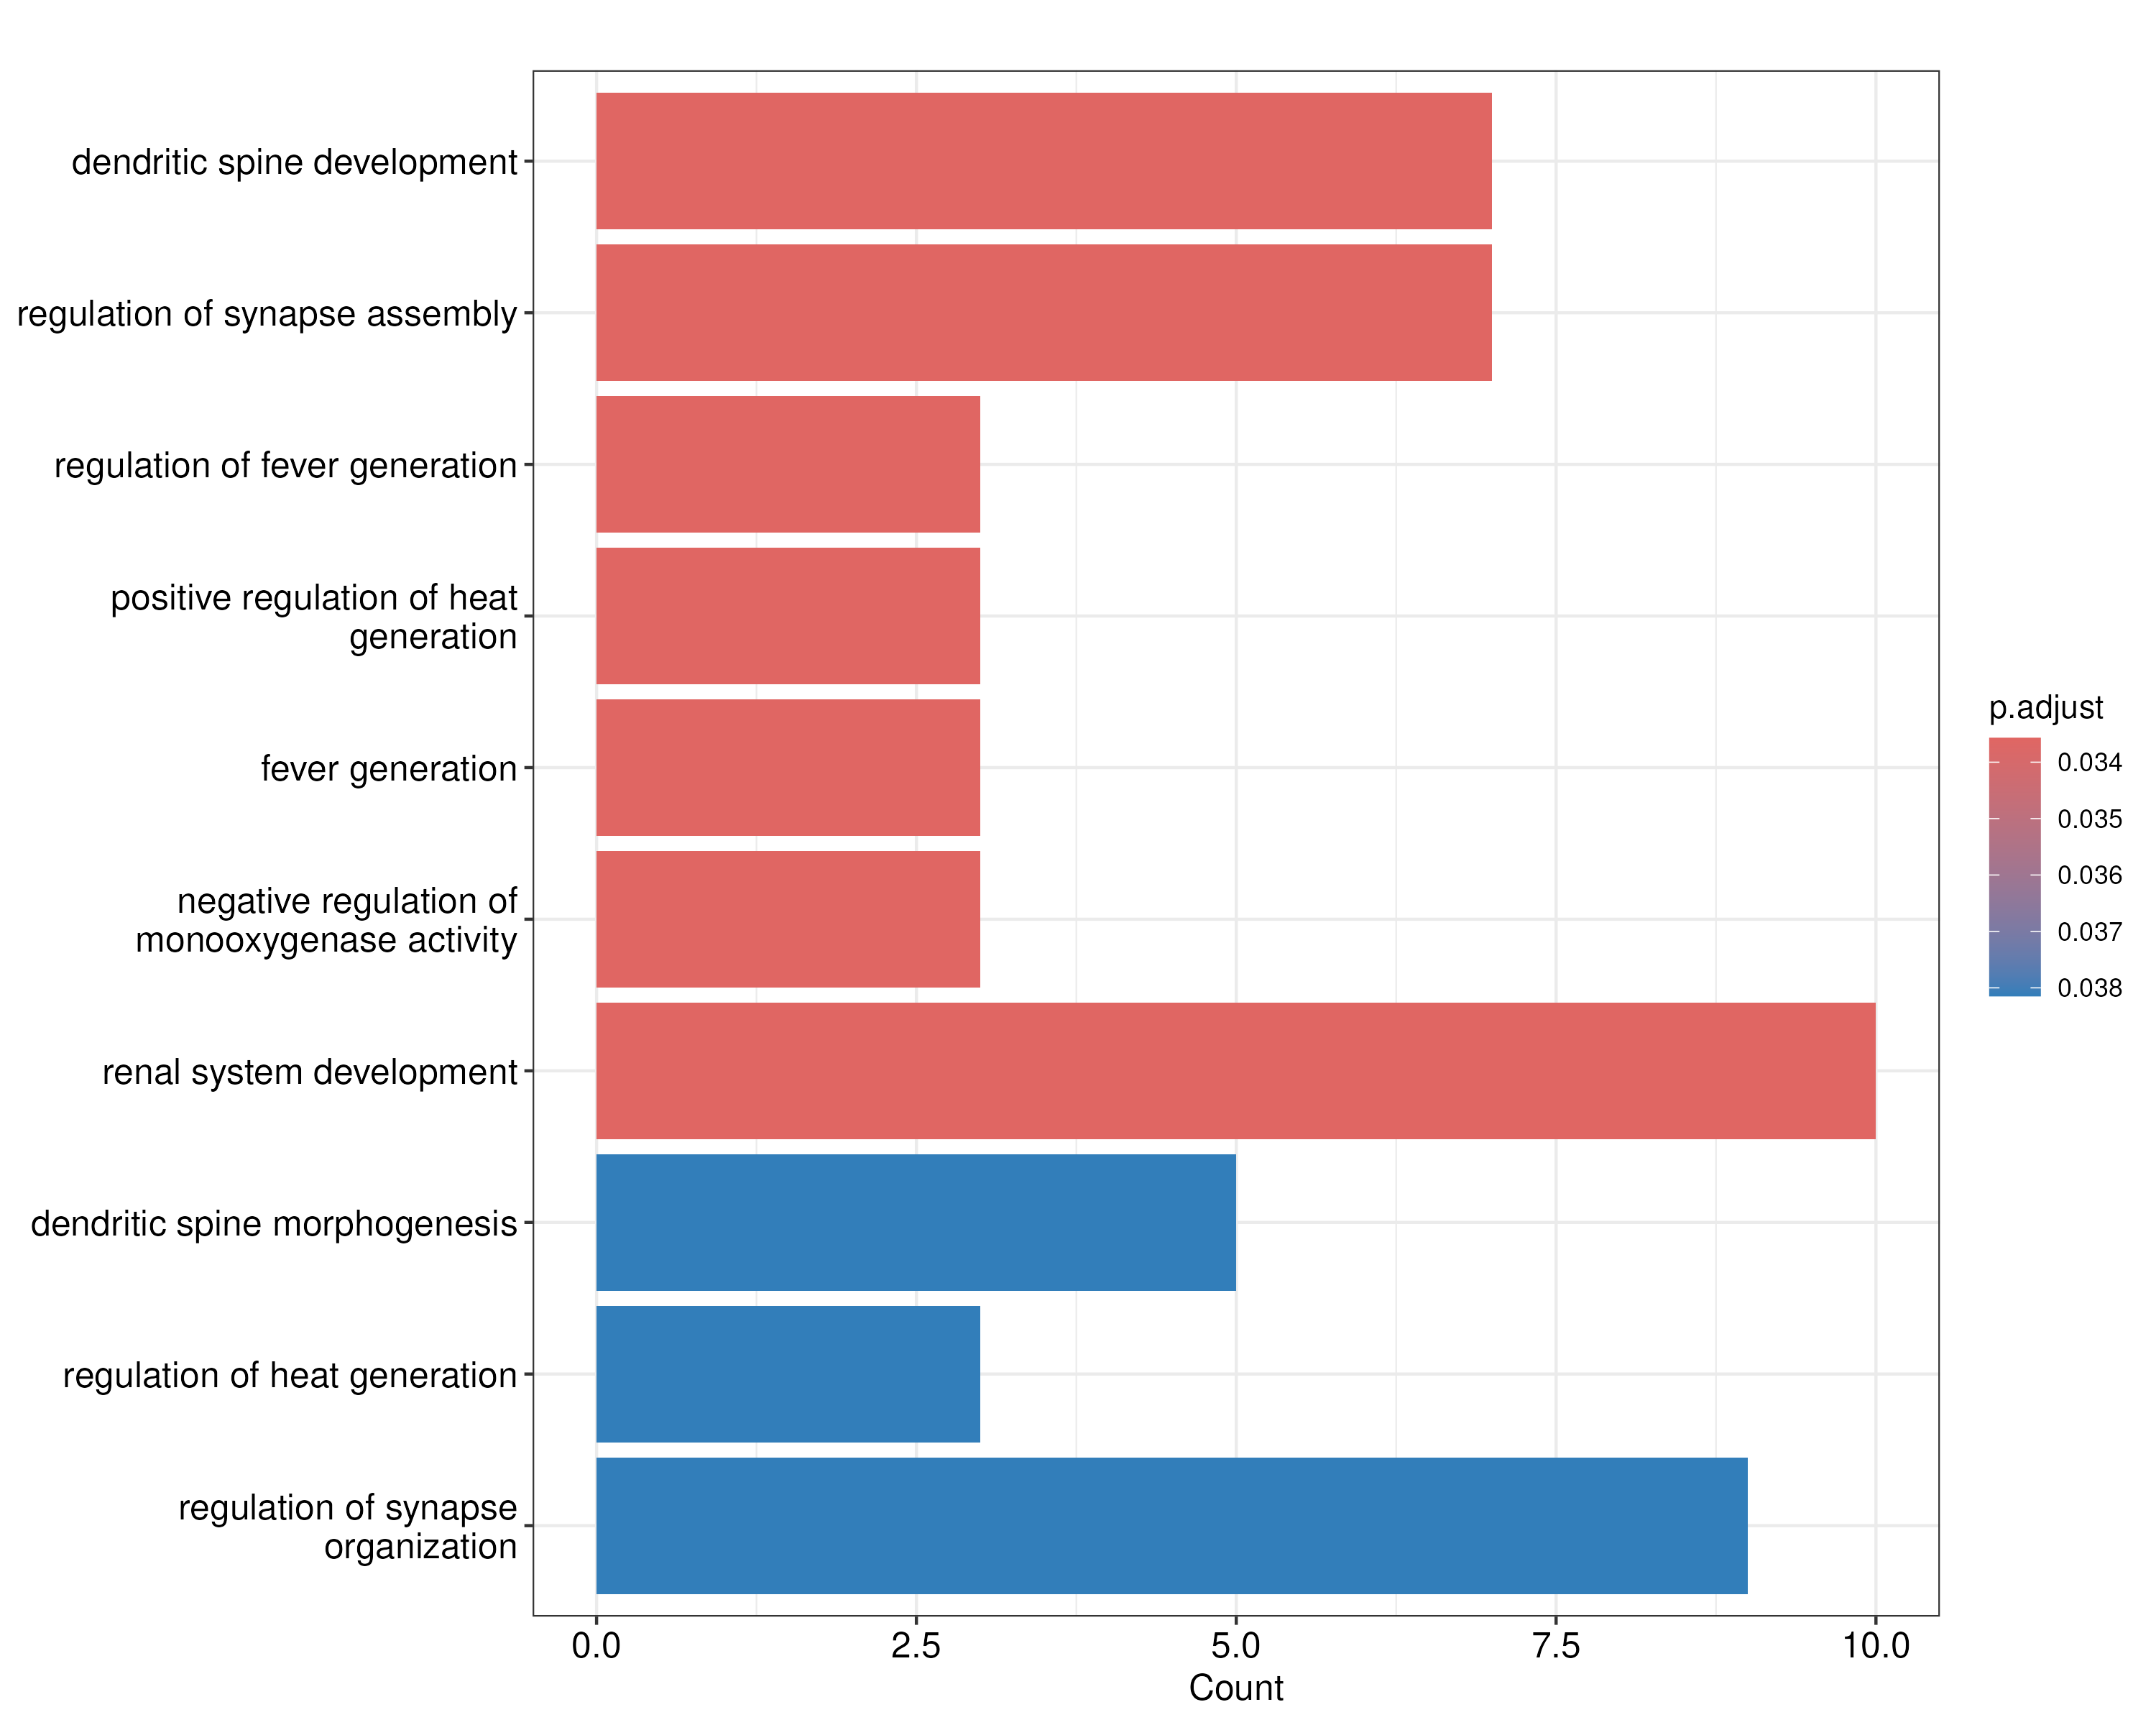 dendritic spine development
regulation of synapse assembly
regulation of fever generation
positive regulation of heat
generation
fever generation
negative regulation of
monooxygenase activity
renal system development
dendritic spine morphogenesis
regulation of heat generation
regulation of synapse
organization
0.0 2.5 5.0 7.5 10.0
Count
p.adjust
0.034
0.035
0.036
0.037
0.038